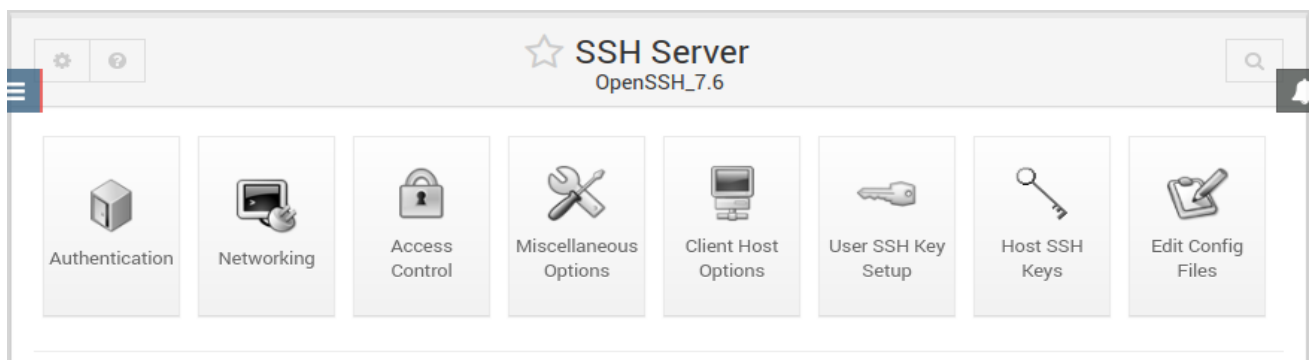 SSH Server
OpenSSH_7.6
Authentication
Networking
Access
Control
Miscellaneous
Options
Client Host
Options
User SSH Key
Setup
Host SSH
Keys
Edit Config
Files